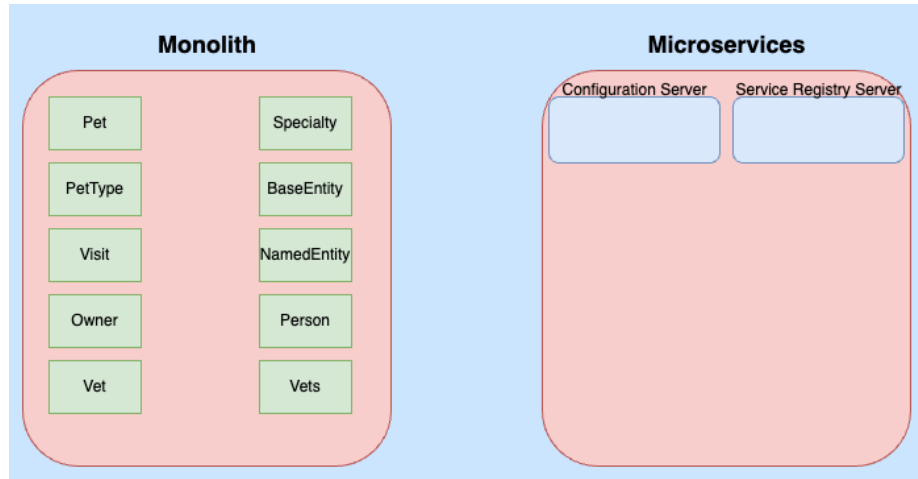 Monolith
Microservices
Configuration Server
Service Registry Server
Pet
Specialty
PetType
BaseEntity
Visit
NamedEntity
Owner
Person
Vet
Vets